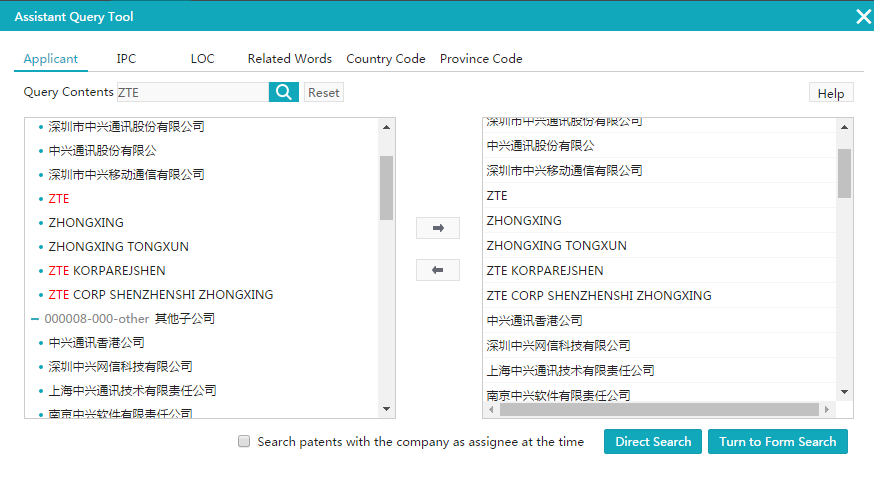 Assistant Query Tool
Applicant IPC LOC Related Words Country Code Province Code
Query Contents ZTE Reset Help
深圳市中兴通讯股份有限公司
中兴通讯股份有限公
深圳市中兴移动通信有限公司
ZTE
ZHONGXING
ZHONGXING TONGXUN
ZTE KORPAREJSHEN
ZTE CORP SHENZHENSHI ZHONGXING
000008-000-other 其他子公司
中兴通讯香港公司
深圳中兴网信科技有限公司
上海中兴通讯技术有限责任公司
南京中兴软件有限责任公司
深圳市中兴通讯股份有限公司
中兴通讯股份有限公
深圳市中兴移动通信有限公司
ZTE
ZHONGXING
ZHONGXING TONGXUN
ZTE KORPAREJSHEN
ZTE CORP SHENZHENSHI ZHONGXING
中兴通讯香港公司
深圳中兴网信科技有限公司
上海中兴通讯技术有限责任公司
南京中兴软件有限责任公司
Search patents with the company as assignee at the time Direct Search Turn to Form Search